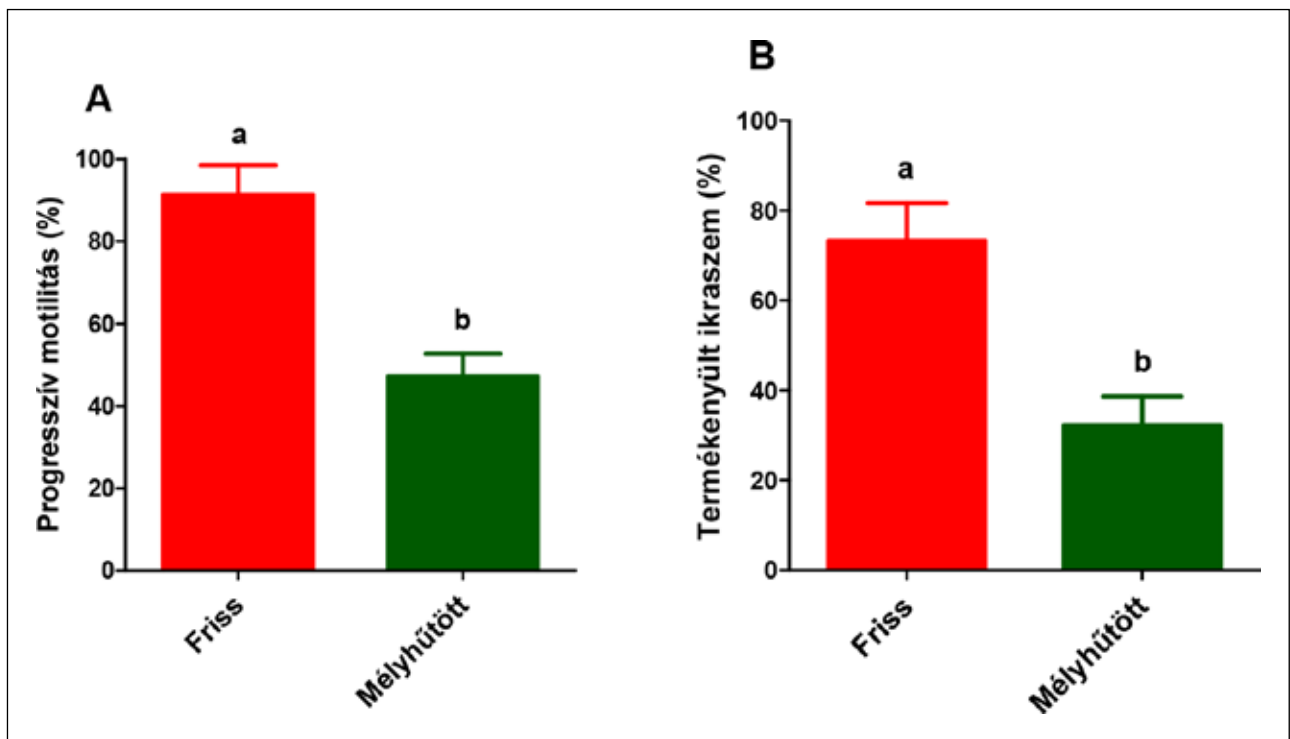 A
Progresszív motilitás (%)
100
80
60
40
20
0
a
b
Friss
Mélyhűtött
B
Termékenyült ikraszem (%)
100
80
60
40
20
0
a
b
Friss
Mélyhűtött